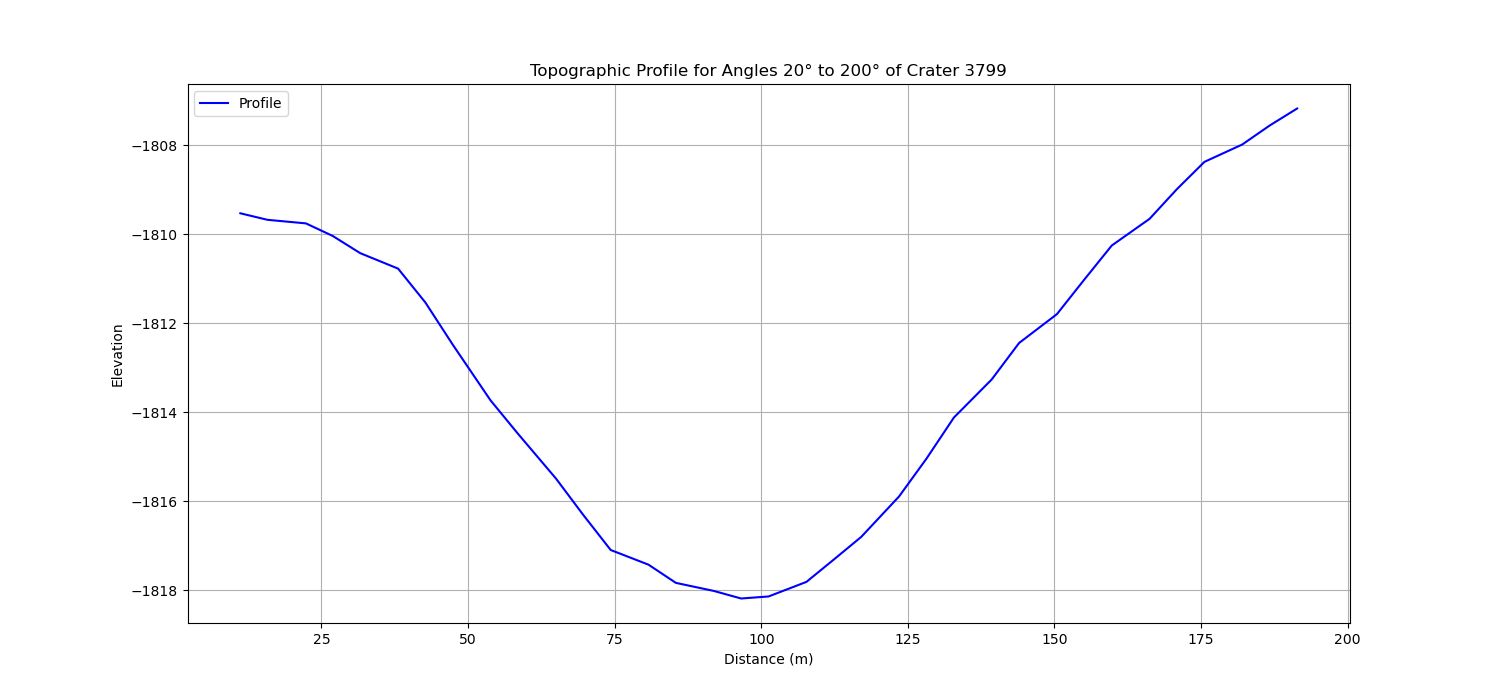 Topographic Profile for Angles 20° to 200° of Crater 3799
Profile
−1808
−1810
−1812
−1814
−1816
−1818
Elevation
25 50 75 100 125 150 175 200
Distance (m)